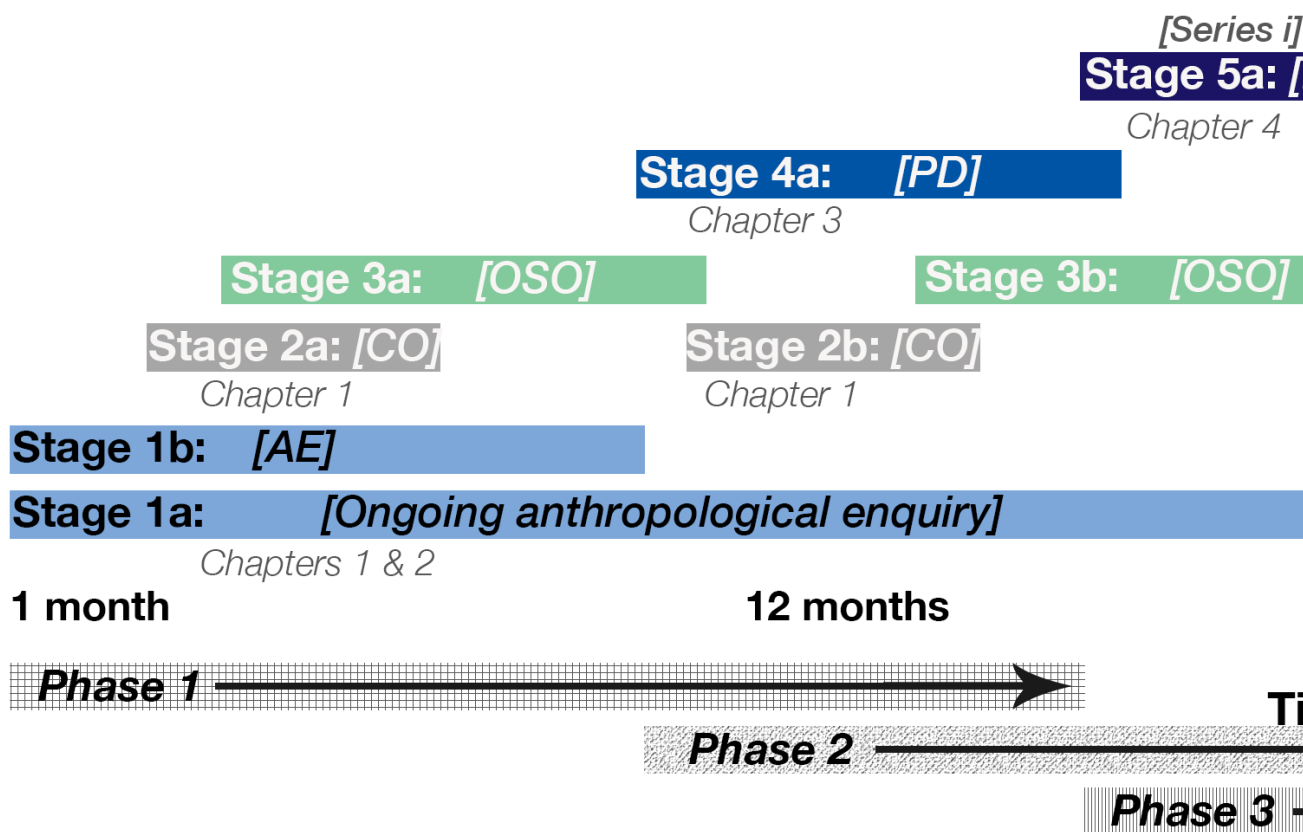 [Series i]
Stage 5a:
Chapter 4
Stage 4a: [PD]
Chapter 3
Stage 3a: [OSO] Stage 3b: [OSO]
Stage 2a: [CO] Stage 2b: [CO]
Chapter 1 Chapter 1
Stage 1b: [AE]
Stage 1a: [Ongoing anthropological enquiry]
Chapters 1 & 2
1 month 12 months
Phase 1
Phase 2
Phase 3